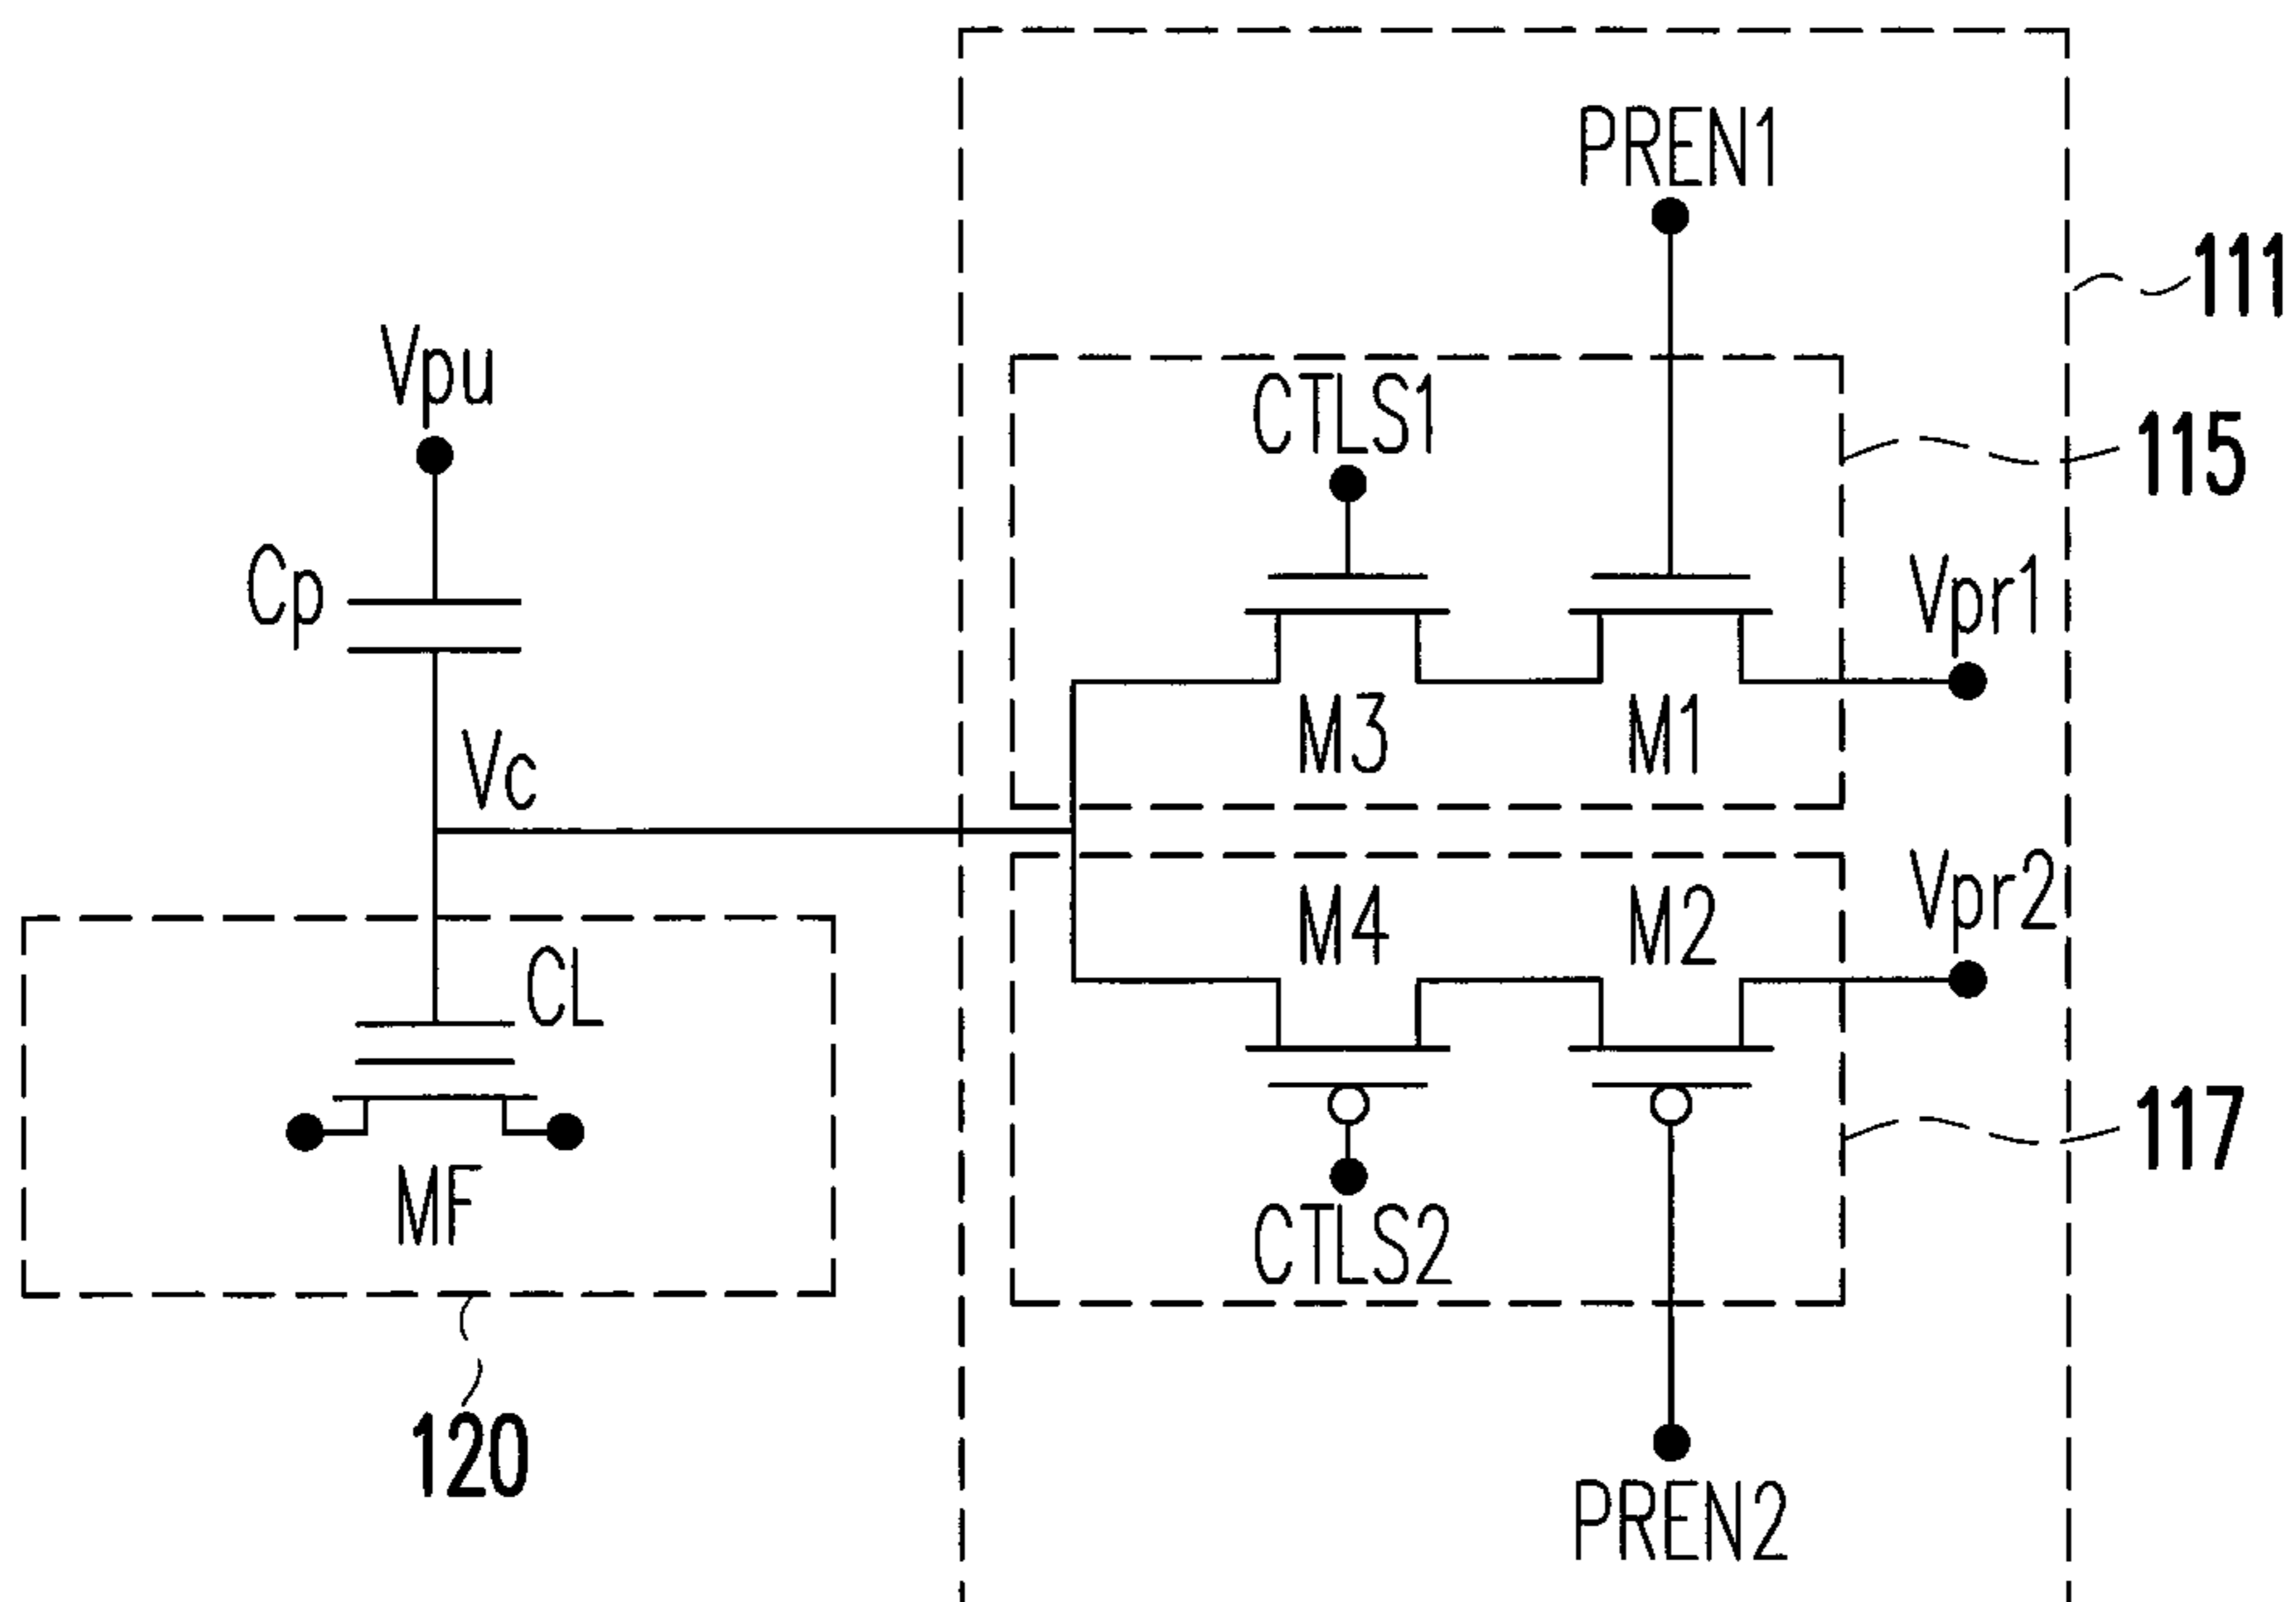 PREN1
111
Vpu
CTLS1
115
Cp
Vpr1
M3
M1
Vc
M4
M2
Vpr2
CL
117
MF
CTLS2
120
PREN2